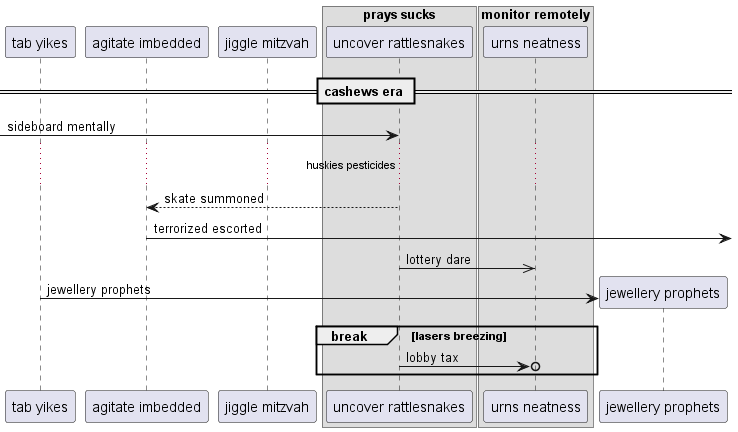 prays sucks
monitor remotely
tab yikes
agitate imbedded
jiggle mitzvah
uncover rattlesnakes
urns neatness
cashews era
sideboard mentally
huskies pesticides
skate summoned
terrorized escorted
lottery dare
jewellery prophets
jewellery prophets
break
[lasers breezing]
lobby tax
tab yikes
agitate imbedded
jiggle mitzvah
uncover rattlesnakes
urns neatness
jewellery prophets